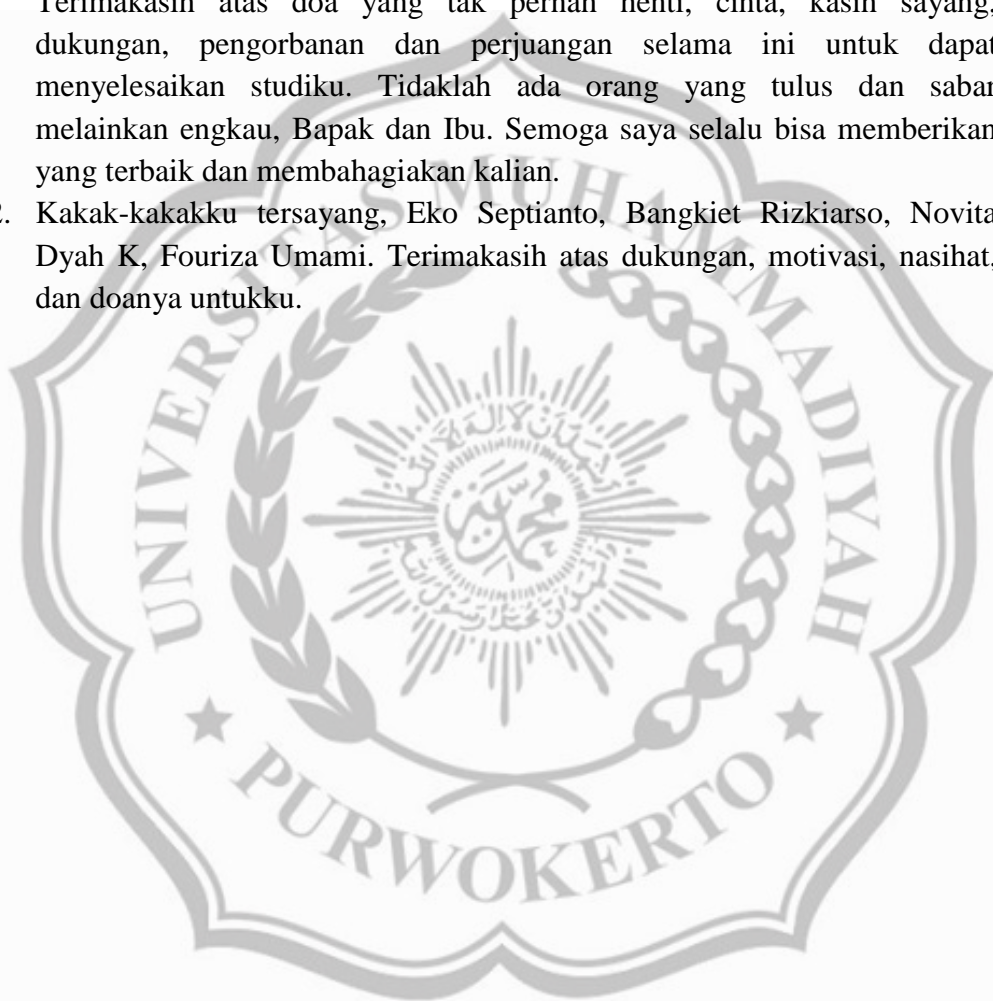 Terimakasih atas doa yang tak pernah henti, cinta, kasih sayang,
dukungan, pengorbanan dan perjuangan selama ini untuk dapat
menyelesaikan studiku. Tidaklah ada orang yang tulus dan sabar
melainkan engkau, Bapak dan Ibu. Semoga saya selalu bisa memberikan
yang terbaik dan membahagiakan kalian.
2. Kakak-kakakku tersayang, Eko Septianto, Bangkiet Rizkiarso, Novita
Dyah K, Fouriza Umami. Terimakasih atas dukungan, motivasi, nasihat,
dan doanya untukku.
UNIVERSITAS MUHAMMADIYAH
محمد
PURWOKERTO